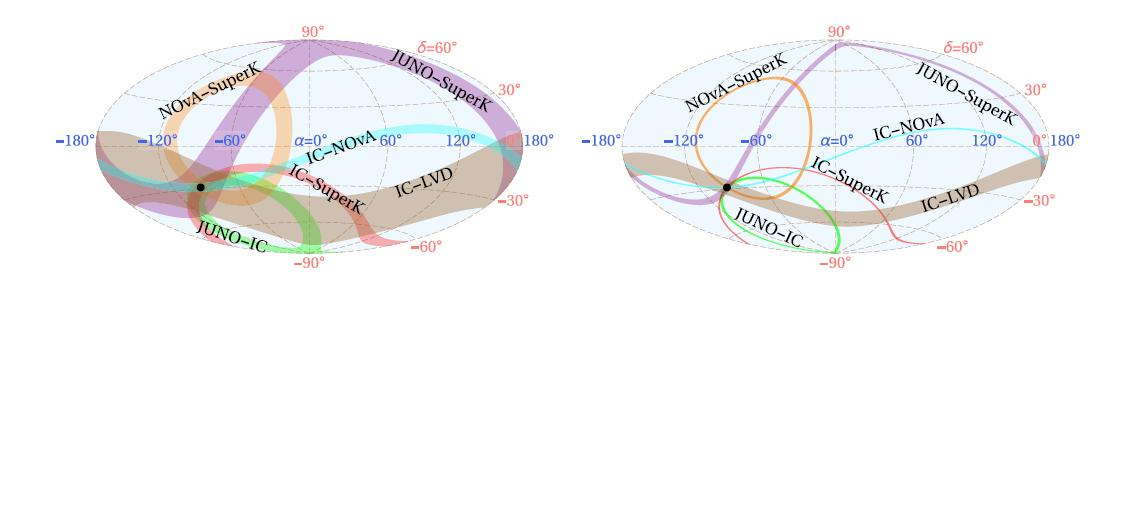 90°
δ=60°
JUNO–SuperK
NOvA–SuperK
30°
−180°
−120°
−60°
α=0°
60°
120°
0°
180°
IC–NOvA
IC–SuperK
IC–LVD
−30°
JUNO–IC
−60°
−90°
90°
δ=60°
NOvA–SuperK
JUNO–SuperK
30°
IC–NOvA
−180°
−120°
−60°
α=0°
60°
120°
0°
180°
IC–SuperK
IC–LVD
−30°
JUNO–IC
−60°
−90°